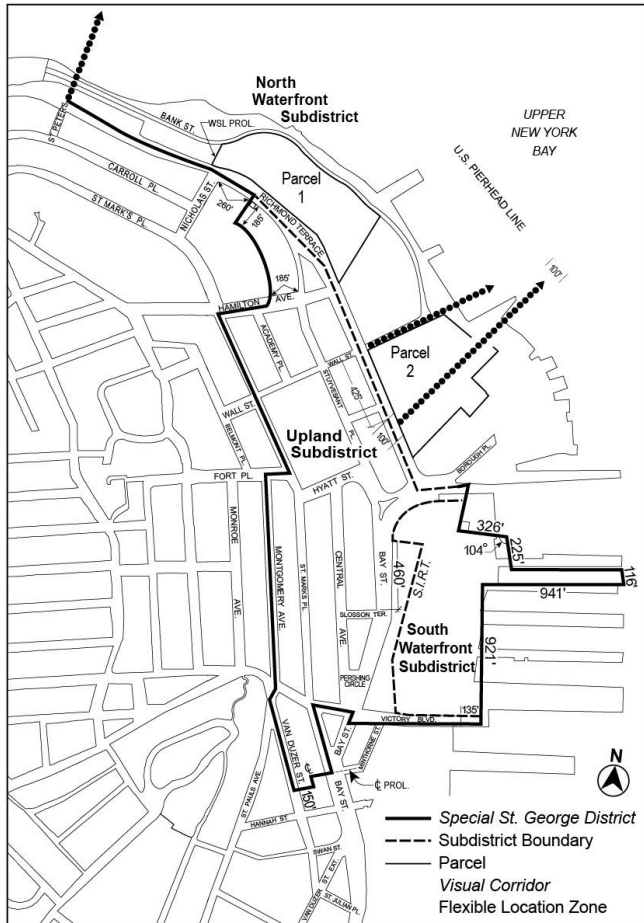 North
Waterfront
Subdistrict
UPPER
NEW YORK
BAY
U.S. PIERHEAD LINE
ST PETERS
BANK ST.
WSL PROL.
CARROLL PL.
ST MARK'S PL.
NICHOLAS ST.
Parcel
1
RICHMOND TERRACE
260'
185'
100'
185'
HAMILTON AVE.
ACADEMY PL.
WALL ST.
STUYVESANT PL.
425'
100'
Parcel
2
WALL ST.
BELMONT PL.
Upland
Subdistrict
BOROUGH PL.
FORT PL.
HYATT ST.
MONROE AVE.
MONTGOMERY AVE.
ST. MARKS PL.
CENTRAL AVE.
BAY ST.
460'
S.I.R.T.
326'
104°
225'
116'
941'
SLOSSON TER.
South
Waterfront
Subdistrict
921'
PERSHING
CIRCLE
135'
VICTORY BLVD.
VAN DUZER ST.
BAY ST.
MINTHORNE ST.
N
ST. PAULS AVE.
150'
BAY ST.
℄ PROL.
HANNAH ST.
SWAN ST.
VAN DUZER ST. EXT.
ST. JULIAN PL.
Special St. George District
Subdistrict Boundary
Parcel
Visual Corridor
Flexible Location Zone